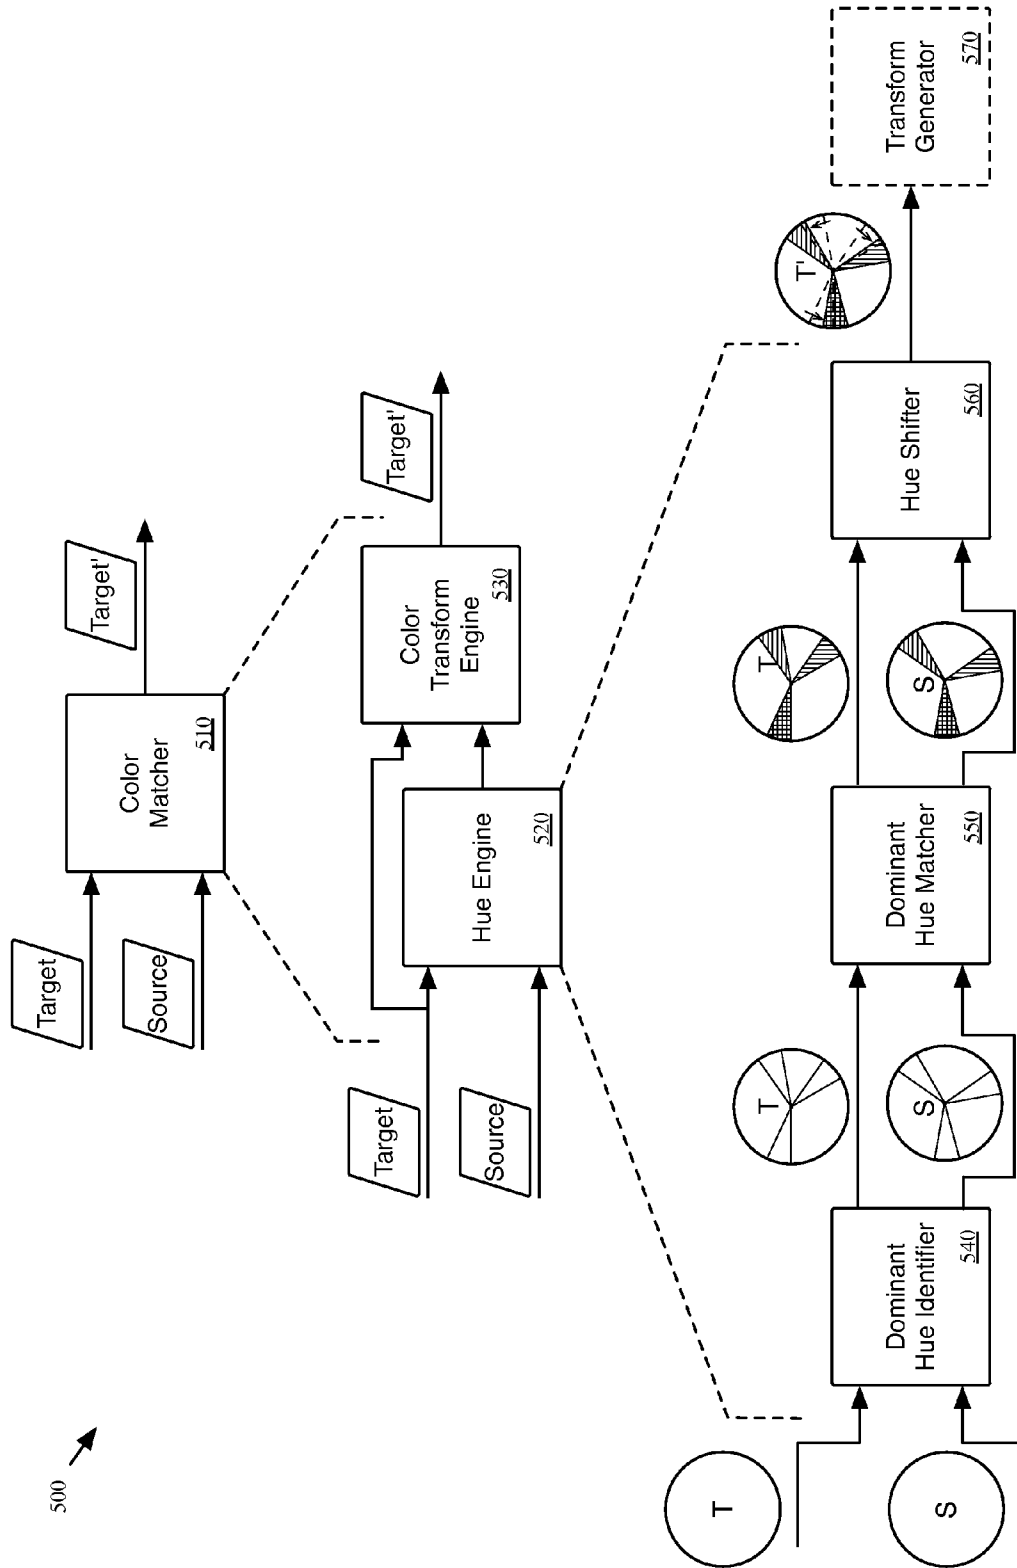 500
Target
Source
Color
Matcher
510
Target'
Target
Source
Hue Engine
520
Color
Transform
Engine
530
Target'
T
S
Dominant
Hue Identifier
540
T
S
Dominant
Hue Matcher
550
T
S
Hue Shifter
560
T'
Transform
Generator
570